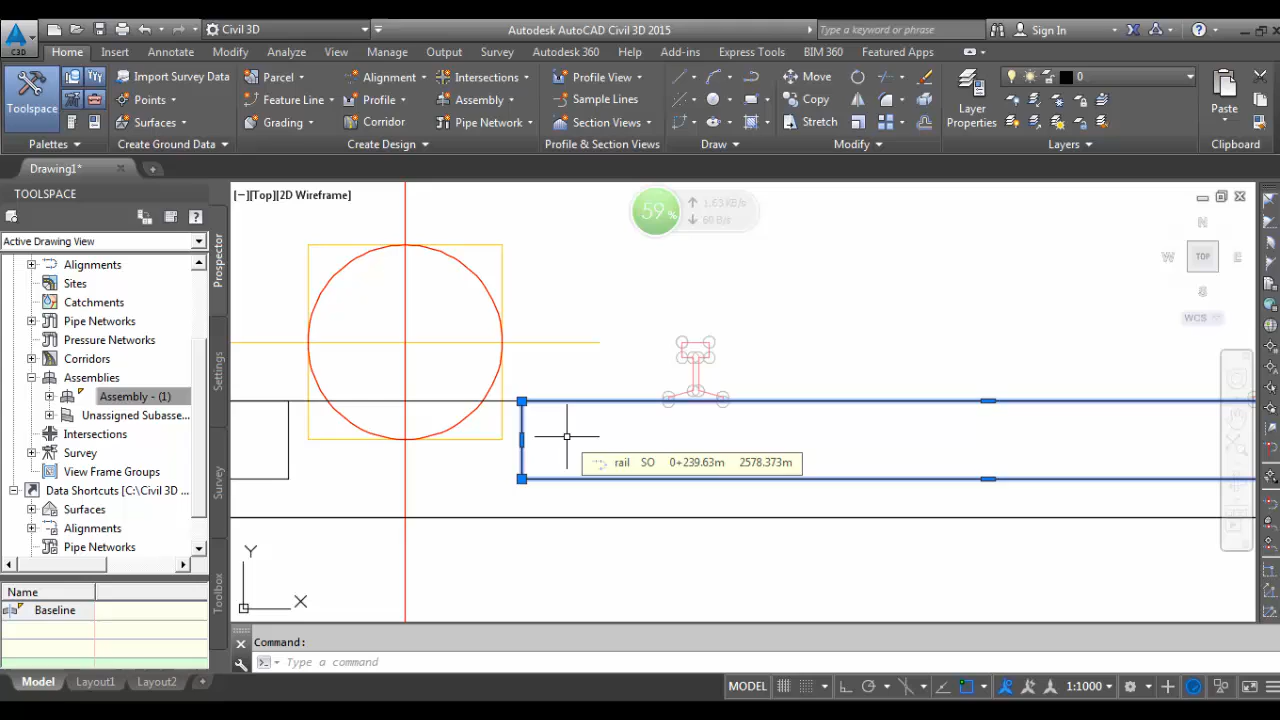 Civil 3D
Autodesk AutoCAD Civil 3D 2015
Type a keyword or phrase
Sign In
C3D
Home Insert Annotate Modify Analyze View Manage Output Survey Autodesk 360 Help Add-ins Express Tools BIM 360 Featured Apps
Toolspace
Import Survey Data
Points
Surfaces
Parcel
Feature Line
Grading
Alignment
Profile
Corridor
Intersections
Assembly
Pipe Network
Profile View
Sample Lines
Section Views
Move
Copy
Stretch
Layer
Properties
0
Paste
Palettes
Create Ground Data
Create Design
Profile & Section Views
Draw
Modify
Layers
Clipboard
Drawing1*
TOOLSPACE
Active Drawing View
Alignments
Sites
Catchments
Pipe Networks
Pressure Networks
Corridors
Assemblies
Assembly - (1)
Unassigned Subasse...
Intersections
Survey
View Frame Groups
Data Shortcuts [C:\Civil 3D ...
Surfaces
Alignments
Pipe Networks
Name
Baseline
Prospector
Settings
Survey
Toolbox
[−][Top][2D Wireframe]
59%
1.63 KB/s
60 B/s
N
W TOP E
S
WCS
rail SO 0+239.63m 2578.373m
Y
X
Command:
Type a command
Model Layout1 Layout2
MODEL
1:1000